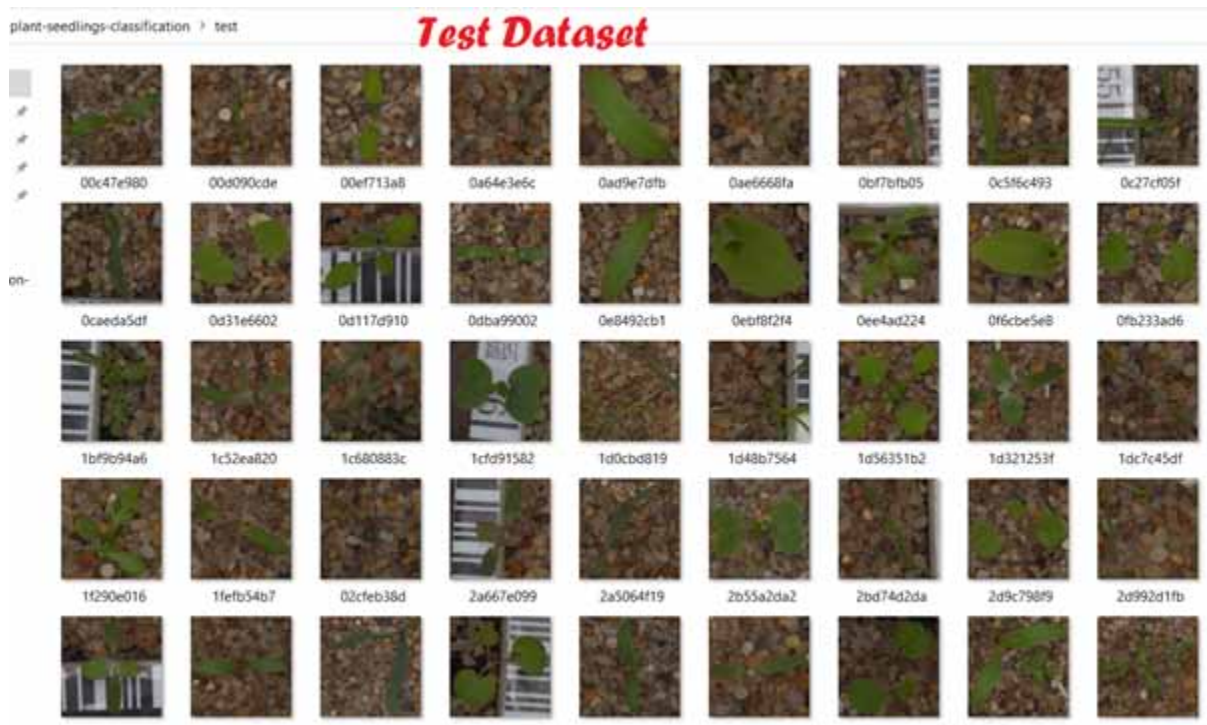 plant-seedlings-classification > test
Test Dataset
00c47e980 00d090cde 00ef713a8 0a64e3e6c 0ad9e7dfb 0ae6668fa 0bf7bfb05 0c5f6c493 0c27cf05f
on-
0caeda5df 0d31e6602 0d117d910 0dba99002 0e8492cb1 0ebf8f2f4 0ee4ad224 0f6cbe5e8 0fb233ad6
1bf9b94a6 1c52ea820 1c680883c 1cfd91582 1d0cbd819 1d48b7564 1d56351b2 1d321253f 1dc7c45df
1f290e016 1fefb54b7 02cfeb38d 2a667e099 2a5064f19 2b55a2da2 2bd74d2da 2d9c798f9 2d992d1fb